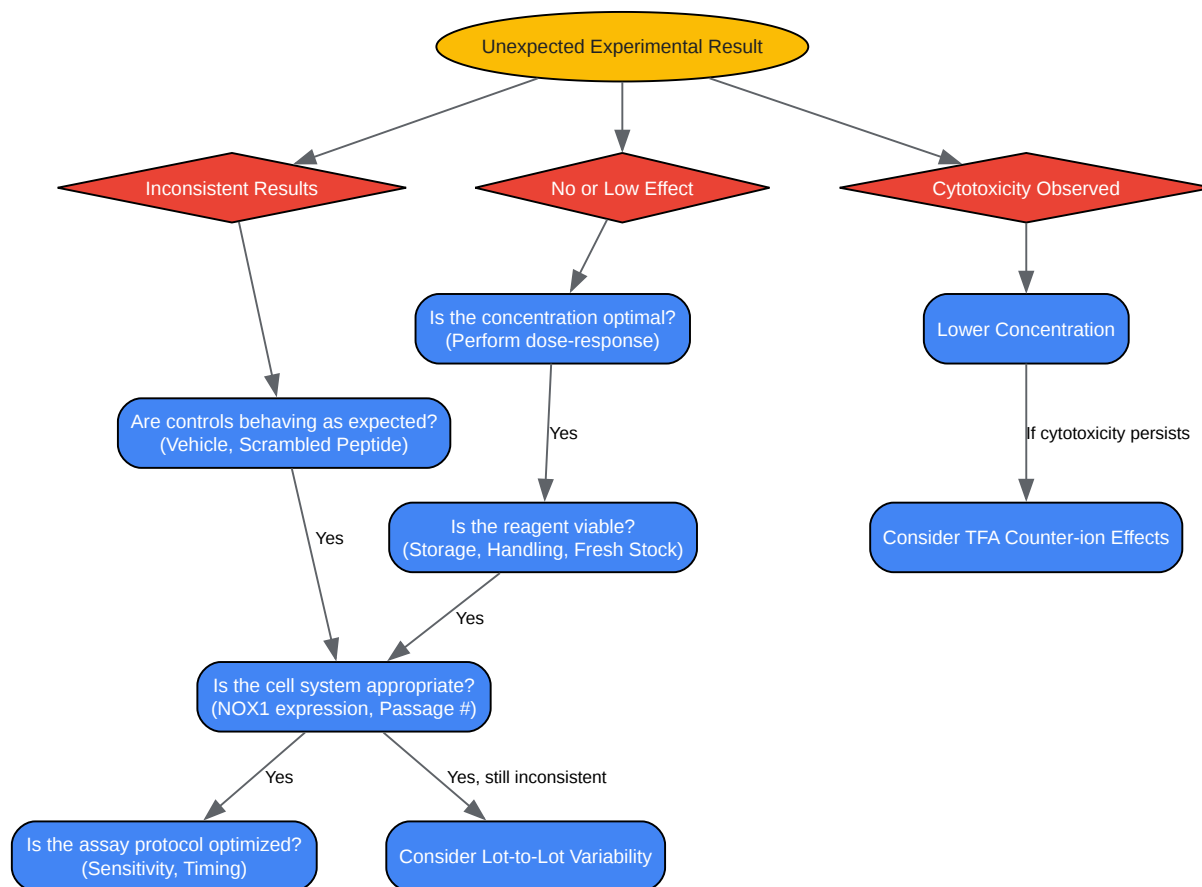 Unexpected Experimental Result
Inconsistent Results
No or Low Effect
Cytotoxicity Observed
Is the concentration optimal?
(Perform dose-response)
Lower Concentration
Are controls behaving as expected?
(Vehicle, Scrambled Peptide)
Yes
If cytotoxicity persists
Is the reagent viable?
(Storage, Handling, Fresh Stock)
Consider TFA Counter-ion Effects
Yes
Yes
Is the cell system appropriate?
(NOX1 expression, Passage #)
Yes
Yes, still inconsistent
Is the assay protocol optimized?
(Sensitivity, Timing)
Consider Lot-to-Lot Variability